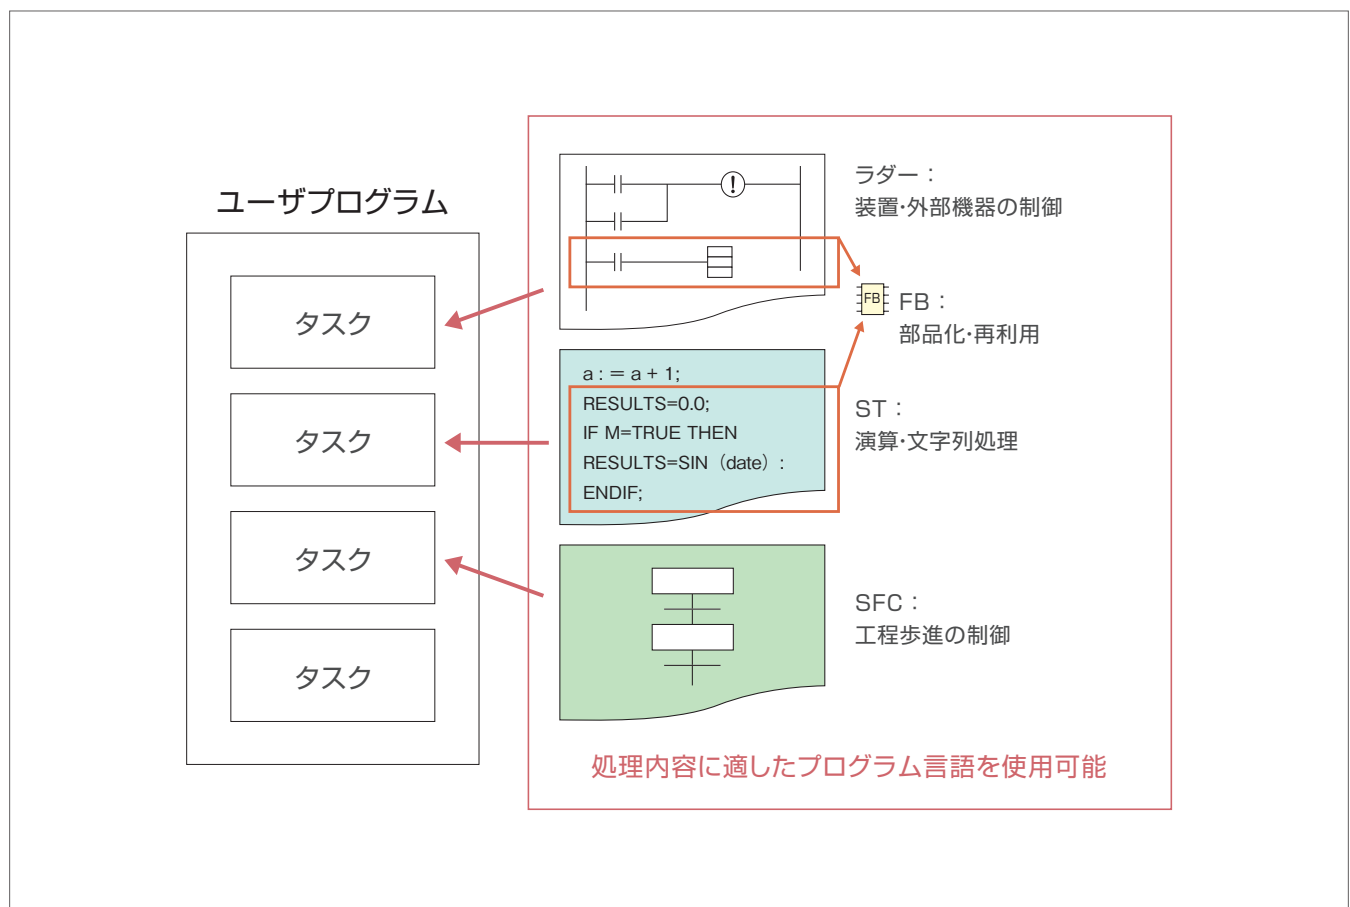 ユーザプログラム
タスク
タスク
タスク
タスク
!
ラダー：
装置・外部機器の制御
FB
FB：
部品化・再利用
a : = a + 1;
RESULTS=0.0;
IF M=TRUE THEN
RESULTS=SIN（date）:
ENDIF;
ST：
演算・文字列処理
SFC：
工程歩進の制御
処理内容に適したプログラム言語を使用可能